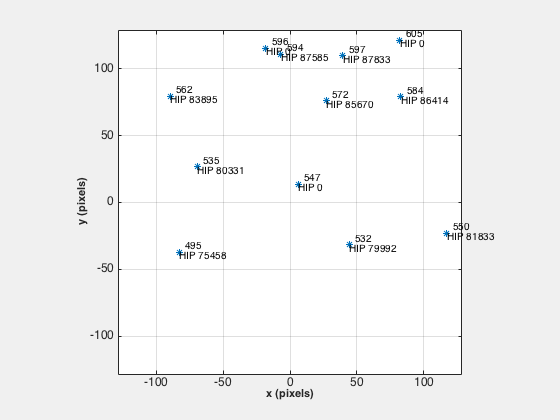 605
HIP 0
596
HIP 0
594
HIP 87585
597
HIP 87833
100
562
HIP 83895
572
HIP 85670
584
HIP 86414
50
535
HIP 80331
547
HIP 0
0
y (pixels)
550
HIP 81833
532
HIP 79992
495
HIP 75458
-50
-100
-100 -50 0 50 100
x (pixels)